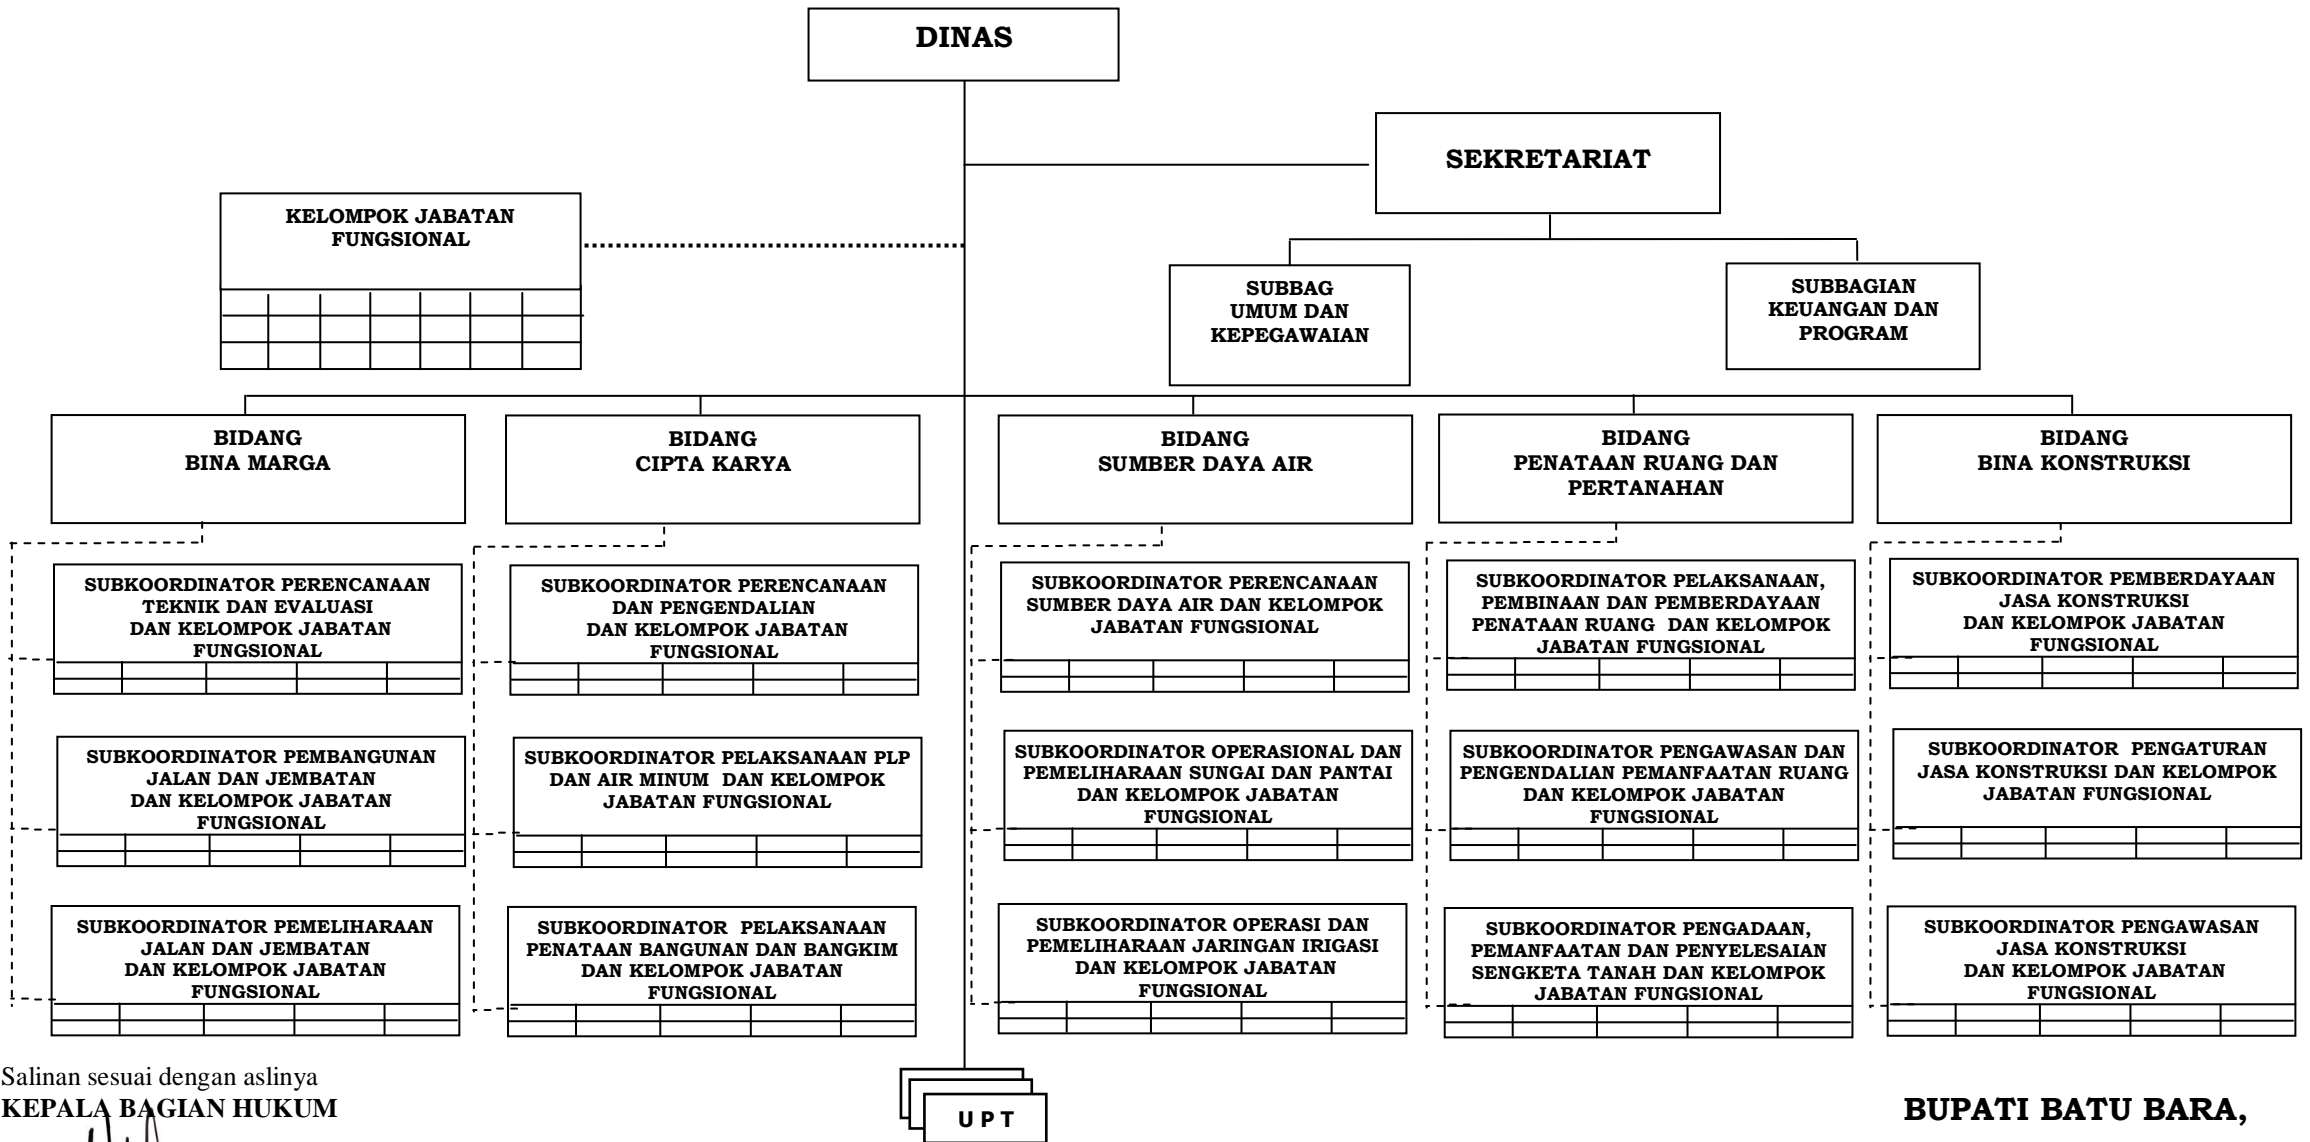 DINAS
SEKRETARIAT
KELOMPOK JABATAN
FUNGSIONAL
SUBBAG
UMUM DAN
KEPEGAWAIAN
SUBBAGIAN
KEUANGAN DAN
PROGRAM
BIDANG
BINA MARGA
BIDANG
CIPTA KARYA
BIDANG
SUMBER DAYA AIR
BIDANG
PENATAAN RUANG DAN
PERTANAHAN
BIDANG
BINA KONSTRUKSI
SUBKOORDINATOR PERENCANAAN
TEKNIK DAN EVALUASI
DAN KELOMPOK JABATAN
FUNGSIONAL
SUBKOORDINATOR PERENCANAAN
DAN PENGENDALIAN
DAN KELOMPOK JABATAN
FUNGSIONAL
SUBKOORDINATOR PERENCANAAN
SUMBER DAYA AIR DAN KELOMPOK
JABATAN FUNGSIONAL
SUBKOORDINATOR PELAKSANAAN,
PEMBINAAN DAN PEMBERDAYAAN
PENATAAN RUANG DAN KELOMPOK
JABATAN FUNGSIONAL
SUBKOORDINATOR PEMBERDAYAAN
JASA KONSTRUKSI
DAN KELOMPOK JABATAN
FUNGSIONAL
SUBKOORDINATOR PEMBANGUNAN
JALAN DAN JEMBATAN
DAN KELOMPOK JABATAN
FUNGSIONAL
SUBKOORDINATOR PELAKSANAAN PLP
DAN AIR MINUM DAN KELOMPOK
JABATAN FUNGSIONAL
SUBKOORDINATOR OPERASIONAL DAN
PEMELIHARAAN SUNGAI DAN PANTAI
DAN KELOMPOK JABATAN
FUNGSIONAL
SUBKOORDINATOR PENGAWASAN DAN
PENGENDALIAN PEMANFAATAN RUANG
DAN KELOMPOK JABATAN
FUNGSIONAL
SUBKOORDINATOR PENGATURAN
JASA KONSTRUKSI DAN KELOMPOK
JABATAN FUNGSIONAL
SUBKOORDINATOR PEMELIHARAAN
JALAN DAN JEMBATAN
DAN KELOMPOK JABATAN
FUNGSIONAL
SUBKOORDINATOR PELAKSANAAN
PENATAAN BANGUNAN DAN BANGKIM
DAN KELOMPOK JABATAN
FUNGSIONAL
SUBKOORDINATOR OPERASI DAN
PEMELIHARAAN JARINGAN IRIGASI
DAN KELOMPOK JABATAN
FUNGSIONAL
SUBKOORDINATOR PENGADAAN,
PEMANFAATAN DAN PENYELESAIAN
SENGKETA TANAH DAN KELOMPOK
JABATAN FUNGSIONAL
SUBKOORDINATOR PENGAWASAN
JASA KONSTRUKSI
DAN KELOMPOK JABATAN
FUNGSIONAL
Salinan sesuai dengan aslinya
KEPALA BAGIAN HUKUM
UPT
BUPATI BATU BARA,